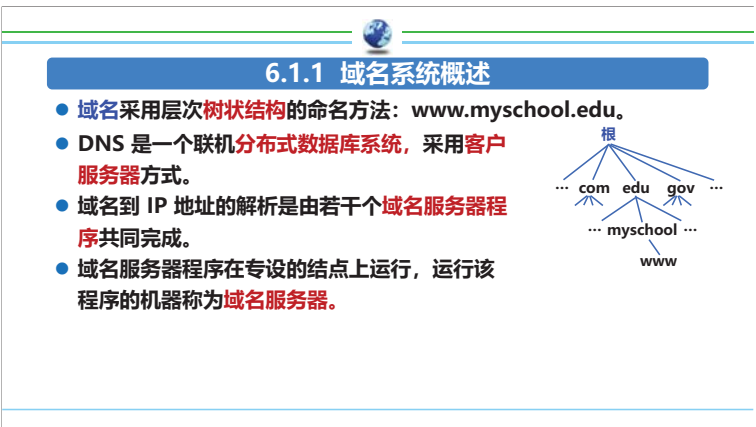 6.1.1 域名系统概述
域名采用层次树状结构的命名方法：www.myschool.edu。
DNS 是一个联机分布式数据库系统，采用客户
服务器方式。
域名到 IP 地址的解析是由若干个域名服务器程
序共同完成。
域名服务器程序在专设的结点上运行，运行该
程序的机器称为域名服务器。
根
… com edu gov …
… myschool …
www